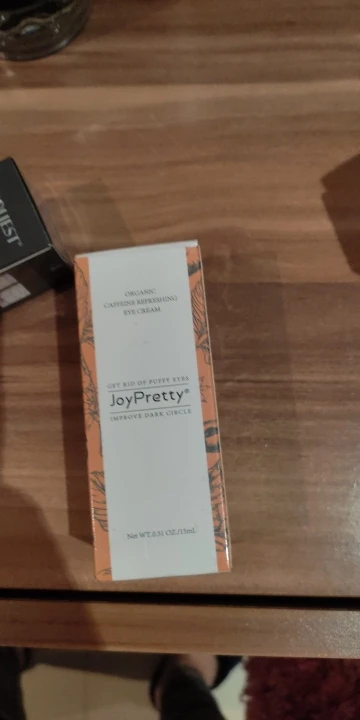 ORGANIC
CAFFEINE REFRESHING
EYE CREAM
GET RID OF PUFFY EYES
JoyPretty®
IMPROVE DARK CIRCLE
Net WT.0.51 OZ./15mL